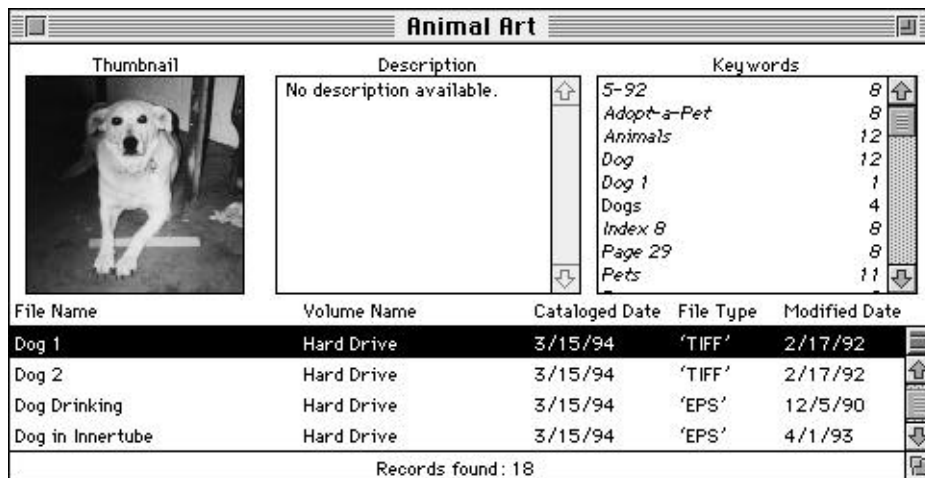 Animal Art
Thumbnail
Description
No description available.
Keywords
5-92 8
Adopt-a-Pet 8
Animals 12
Dog 12
Dog 1 1
Dogs 4
Index 8 8
Page 29 8
Pets 11
File Name Volume Name Cataloged Date File Type Modified Date
Dog 1 Hard Drive 3/15/94 'TIFF' 2/17/92
Dog 2 Hard Drive 3/15/94 'TIFF' 2/17/92
Dog Drinking Hard Drive 3/15/94 'EPS' 12/5/90
Dog in Innertube Hard Drive 3/15/94 'EPS' 4/1/93
Records found: 18